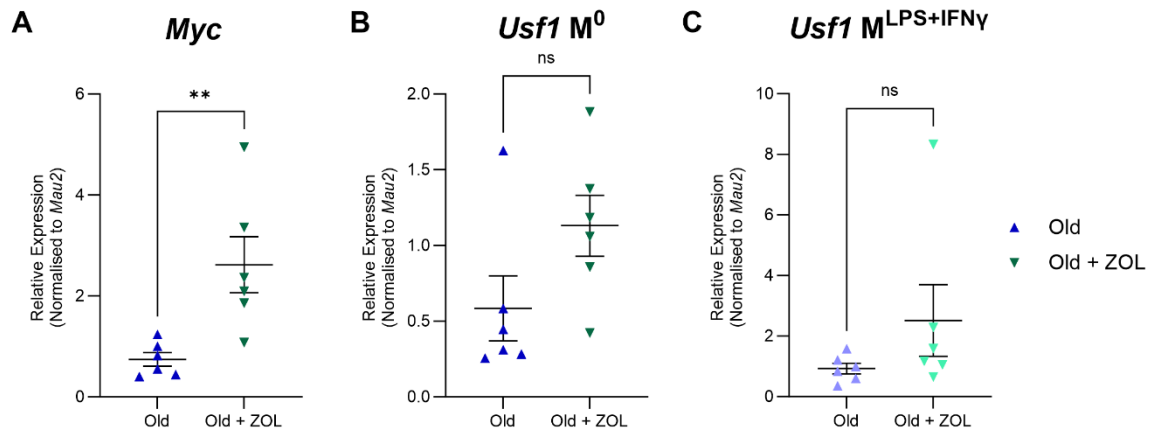 A
Myc
**
Relative Expression
(Normalised to Mau2)
6
4
2
0
Old
Old + ZOL
B
Usf1 M⁰
ns
Relative Expression
(Normalised to Mau2)
2.0
1.5
1.0
0.5
0.0
Old
Old + ZOL
C
Usf1 M^LPS+IFNγ
ns
Relative Expression
(Normalised to Mau2)
10
8
6
4
2
0
Old
Old + ZOL
Old
Old + ZOL